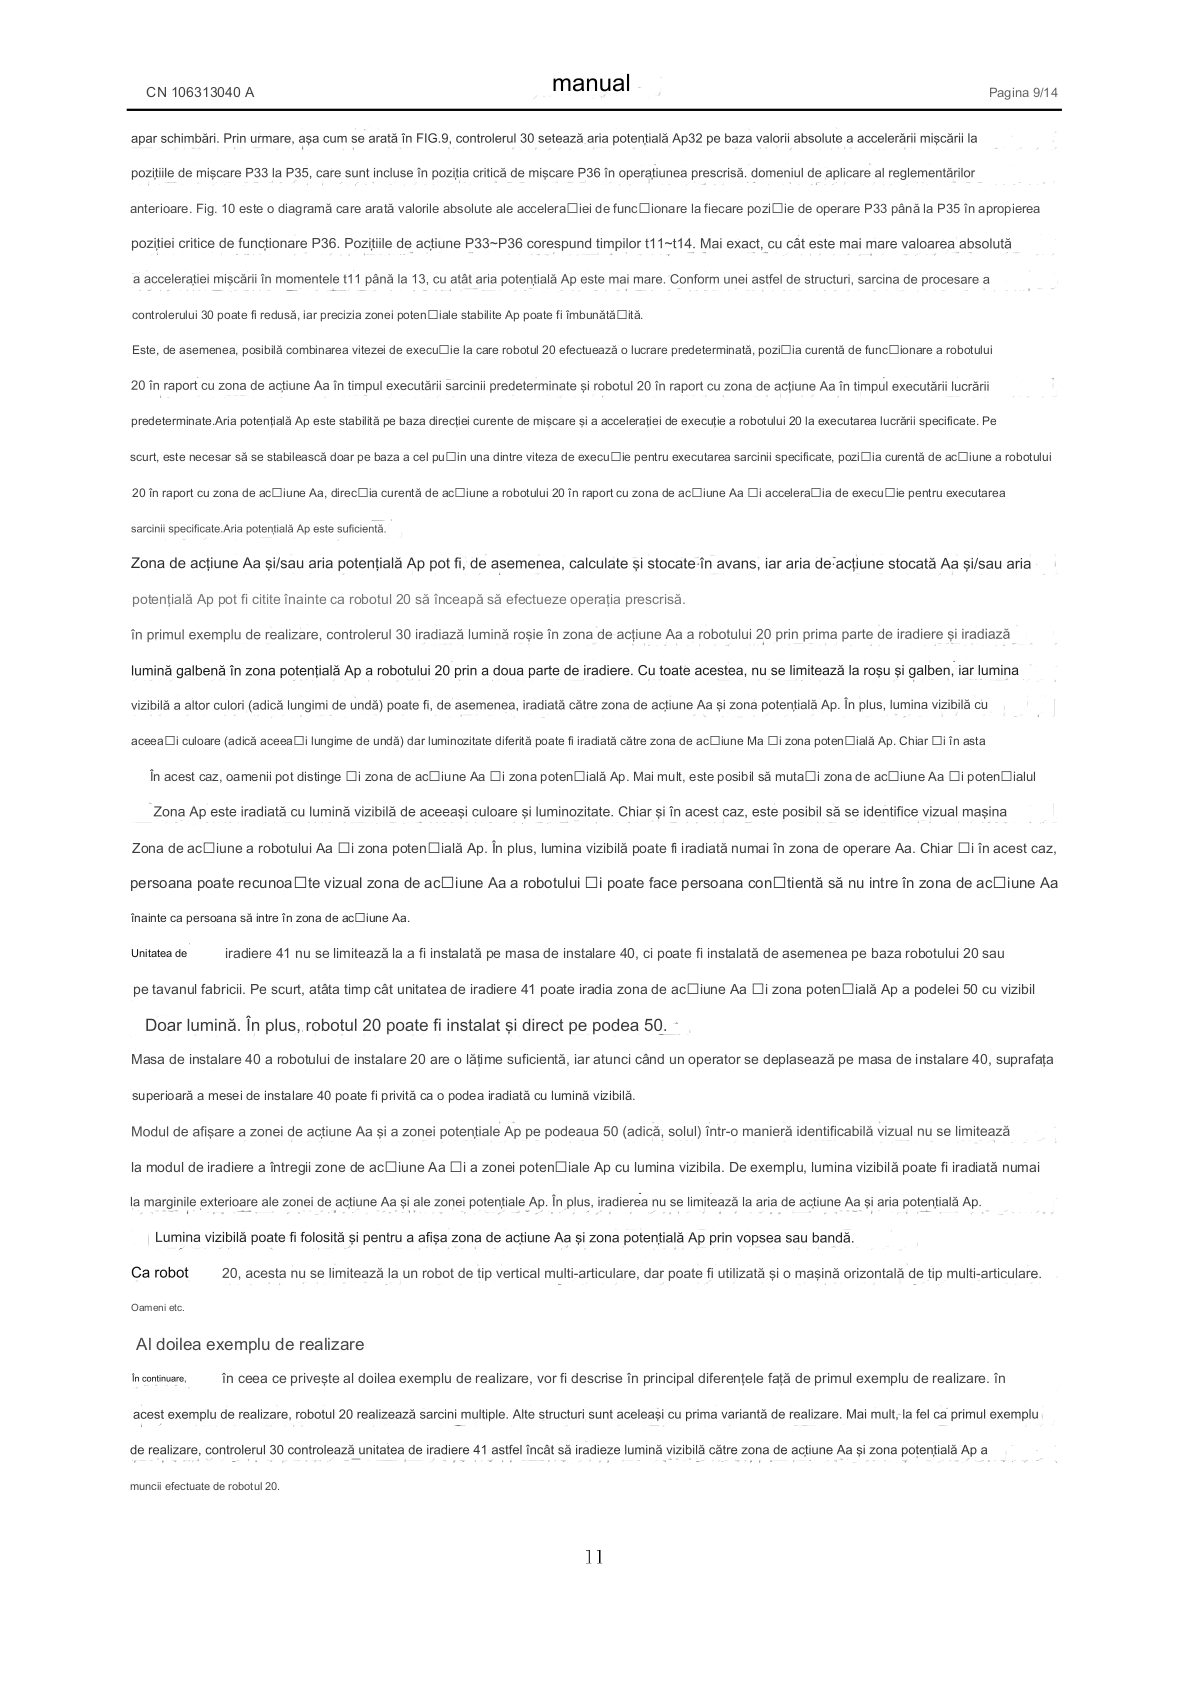 CN 106313040 A
manual
Pagina 9/14
apar schimbări. Prin urmare, așa cum se arată în FIG.9, controlerul 30 setează aria potențială Ap32 pe baza valorii absolute a accelerării mișcării la
pozițiile de mișcare P33 la P35, care sunt incluse în poziția critică de mișcare P36 în operațiunea prescrisă. domeniul de aplicare al reglementărilor
anterioare. Fig. 10 este o diagramă care arată valorile absolute ale accelera□iei de func□ionare la fiecare pozi□ie de operare P33 până la P35 în apropierea
poziției critice de funcționare P36. Pozițiile de acțiune P33~P36 corespund timpilor t11~t14. Mai exact, cu cât este mai mare valoarea absolută
a accelerației mișcării în momentele t11 până la 13, cu atât aria potențială Ap este mai mare. Conform unei astfel de structuri, sarcina de procesare a
controlerului 30 poate fi redusă, iar precizia zonei poten□iale stabilite Ap poate fi îmbunătă□ită.
Este, de asemenea, posibilă combinarea vitezei de execu□ie la care robotul 20 efectuează o lucrare predeterminată, pozi□ia curentă de func□ionare a robotului
20 în raport cu zona de acțiune Aa în timpul executării sarcinii predeterminate și robotul 20 în raport cu zona de acțiune Aa în timpul executării lucrării
predeterminate.Aria potențială Ap este stabilită pe baza direcției curente de mișcare și a accelerației de execuție a robotului 20 la executarea lucrării specificate. Pe
scurt, este necesar să se stabilească doar pe baza a cel pu□in una dintre viteza de execu□ie pentru executarea sarcinii specificate, pozi□ia curentă de ac□iune a robotului
20 în raport cu zona de ac□iune Aa, direc□ia curentă de ac□iune a robotului 20 în raport cu zona de ac□iune Aa □i accelera□ia de execu□ie pentru executarea
sarcinii specificate.Aria potențială Ap este suficientă.
Zona de acțiune Aa și/sau aria potențială Ap pot fi, de asemenea, calculate și stocate în avans, iar aria de acțiune stocată Aa și/sau aria
potențială Ap pot fi citite înainte ca robotul 20 să înceapă să efectueze operația prescrisă.
în primul exemplu de realizare, controlerul 30 iradiază lumină roșie în zona de acțiune Aa a robotului 20 prin prima parte de iradiere și iradiază
lumină galbenă în zona potențială Ap a robotului 20 prin a doua parte de iradiere. Cu toate acestea, nu se limitează la roșu și galben, iar lumina
vizibilă a altor culori (adică lungimi de undă) poate fi, de asemenea, iradiată către zona de acțiune Aa și zona potențială Ap. În plus, lumina vizibilă cu
aceea□i culoare (adică aceea□i lungime de undă) dar luminozitate diferită poate fi iradiată către zona de ac□iune Ma □i zona poten□ială Ap. Chiar □i în asta
În acest caz, oamenii pot distinge □i zona de ac□iune Aa □i zona poten□ială Ap. Mai mult, este posibil să muta□i zona de ac□iune Aa □i poten□ialul
Zona Ap este iradiată cu lumină vizibilă de aceeași culoare și luminozitate. Chiar și în acest caz, este posibil să se identifice vizual mașina
Zona de ac□iune a robotului Aa □i zona poten□ială Ap. În plus, lumina vizibilă poate fi iradiată numai în zona de operare Aa. Chiar □i în acest caz,
persoana poate recunoa□te vizual zona de ac□iune Aa a robotului □i poate face persoana con□tientă să nu intre în zona de ac□iune Aa
înainte ca persoana să intre în zona de ac□iune Aa.
Unitatea de iradiere 41 nu se limitează la a fi instalată pe masa de instalare 40, ci poate fi instalată de asemenea pe baza robotului 20 sau
pe tavanul fabricii. Pe scurt, atâta timp cât unitatea de iradiere 41 poate iradia zona de ac□iune Aa □i zona poten□ială Ap a podelei 50 cu vizibil
Doar lumină. În plus, robotul 20 poate fi instalat și direct pe podea 50.
Masa de instalare 40 a robotului de instalare 20 are o lățime suficientă, iar atunci când un operator se deplasează pe masa de instalare 40, suprafața
superioară a mesei de instalare 40 poate fi privită ca o podea iradiată cu lumină vizibilă.
Modul de afișare a zonei de acțiune Aa și a zonei potențiale Ap pe podeaua 50 (adică, solul) într-o manieră identificabilă vizual nu se limitează
la modul de iradiere a întregii zone de ac□iune Aa □i a zonei poten□iale Ap cu lumina vizibila. De exemplu, lumina vizibilă poate fi iradiată numai
la marginile exterioare ale zonei de acțiune Aa și ale zonei potențiale Ap. În plus, iradierea nu se limitează la aria de acțiune Aa și aria potențială Ap.
Lumina vizibilă poate fi folosită și pentru a afișa zona de acțiune Aa și zona potențială Ap prin vopsea sau bandă.
Ca robot 20, acesta nu se limitează la un robot de tip vertical multi-articulare, dar poate fi utilizată și o mașină orizontală de tip multi-articulare.
Oameni etc.
Al doilea exemplu de realizare
În continuare, în ceea ce privește al doilea exemplu de realizare, vor fi descrise în principal diferențele față de primul exemplu de realizare. în
acest exemplu de realizare, robotul 20 realizează sarcini multiple. Alte structuri sunt aceleași cu prima variantă de realizare. Mai mult, la fel ca primul exemplu
de realizare, controlerul 30 controlează unitatea de iradiere 41 astfel încât să iradieze lumină vizibilă către zona de acțiune Aa și zona potențială Ap a
muncii efectuate de robotul 20.
11